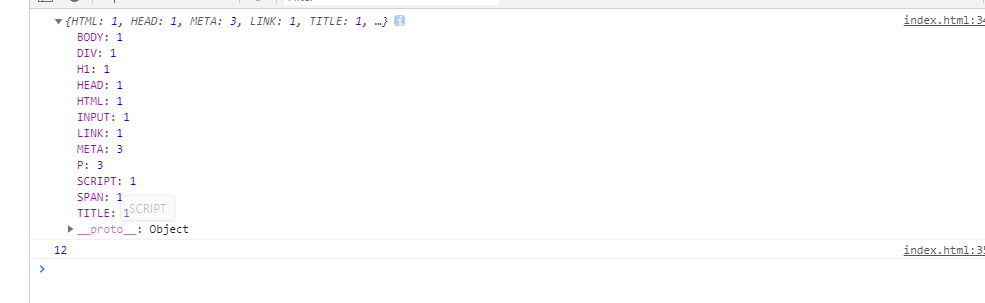 {HTML: 1, HEAD: 1, META: 3, LINK: 1, TITLE: 1, …} i index.html:34
BODY: 1
DIV: 1
H1: 1
HEAD: 1
HTML: 1
INPUT: 1
LINK: 1
META: 3
P: 3
SCRIPT: 1
SPAN: 1
TITLE: 1 SCRIPT
__proto__: Object
12 index.html:35